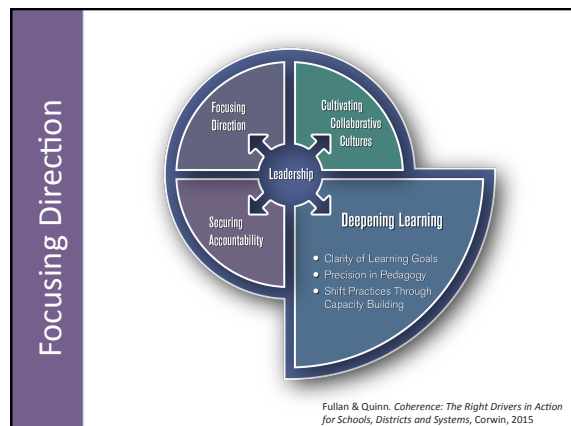 Focusing Direction
Focusing
Direction
Cultivating
Collaborative
Cultures
Leadership
Securing
Accountability
Deepening Learning
• Clarity of Learning Goals
• Precision in Pedagogy
• Shift Practices Through
Capacity Building
Fullan & Quinn. Coherence: The Right Drivers in Action
for Schools, Districts and Systems, Corwin, 2015